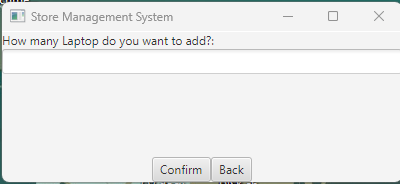 Store Management System
How many Laptop do you want to add?:
Confirm Back